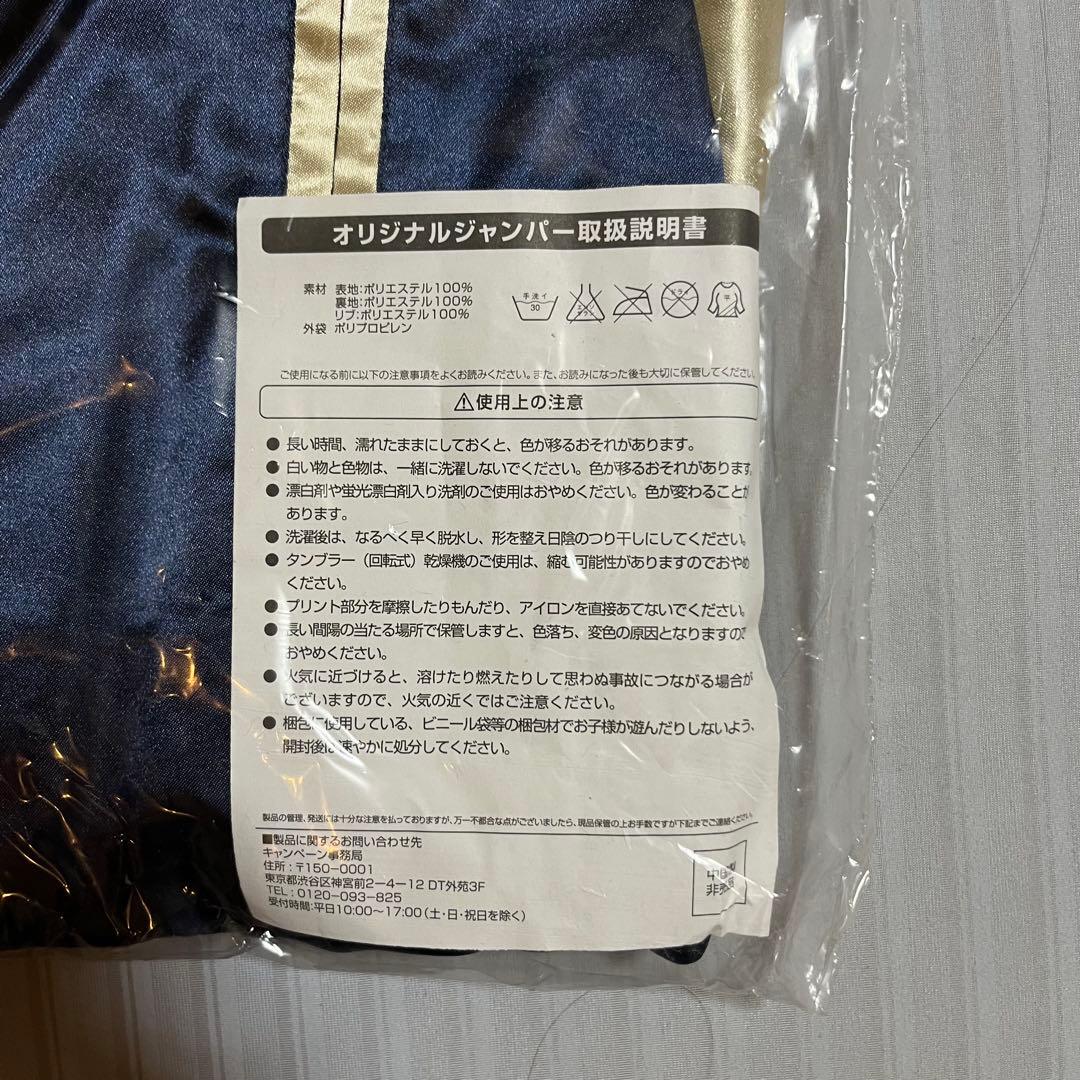 オリジナルジャンパー取扱説明書
素材 表地:ポリエステル100%
裏地:ポリエステル100%
リブ:ポリエステル100%
外袋 ポリプロピレン
手洗イ
30
エンソサラシ
ドライ
平
ご使用になる前に以下の注意事項をよくお読みください。また、お読みになった後も大切に保管してください。
⚠使用上の注意
● 長い時間、濡れたままにしておくと、色が移るおそれがあります。
● 白い物と色物は、一緒に洗濯しないでください。色が移るおそれがあります
● 漂白剤や蛍光漂白剤入り洗剤のご使用はおやめください。色が変わることが
あります。
● 洗濯後は、なるべく早く脱水し、形を整え日陰のつり干しにしてください。
● タンブラー（回転式）乾燥機のご使用は、縮む可能性がありますのでおやめ
ください。
● プリント部分を摩擦したりもんだり、アイロンを直接あてないでください。
● 長い間陽の当たる場所で保管しますと、色落ち、変色の原因となりますので
おやめください。
● 火気に近づけると、溶けたり燃えたりして思わぬ事故につながる場合が
ございますので、火気の近くではご注意ください。
● 梱包に使用している、ビニール袋等の梱包材でお子様が遊んだりしないよう、
開封後は速やかに処分してください。
製品の管理、発送には十分な注意を払っておりますが、万一不都合な点がございましたら、現品保管の上お手数ですが下記までご連絡ください。
■製品に関するお問い合わせ先
キャンペーン事務局
住所：〒150-0001
東京都渋谷区神宮前2-4-12 DT外苑3F
TEL：0120-093-825
受付時間:平日10:00～17:00（土・日・祝日を除く）
中国製
非売品